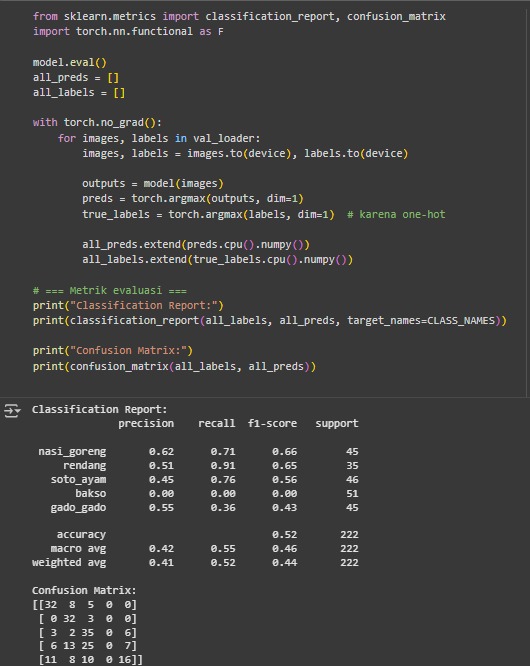 from sklearn.metrics import classification_report, confusion_matrix
import torch.nn.functional as F
model.eval()
all_preds = []
all_labels = []
with torch.no_grad():
    for images, labels in val_loader:
        images, labels = images.to(device), labels.to(device)
        outputs = model(images)
        preds = torch.argmax(outputs, dim=1)
        true_labels = torch.argmax(labels, dim=1)  # karena one-hot
        all_preds.extend(preds.cpu().numpy())
        all_labels.extend(true_labels.cpu().numpy())
# === Metrik evaluasi ===
print("Classification Report:")
print(classification_report(all_labels, all_preds, target_names=CLASS_NAMES))
print("Confusion Matrix:")
print(confusion_matrix(all_labels, all_preds))
Classification Report:
              precision    recall  f1-score   support
 nasi_goreng       0.62      0.71      0.66        45
     rendang       0.51      0.91      0.65        35
   soto_ayam       0.45      0.76      0.56        46
       bakso       0.00      0.00      0.00        51
   gado_gado       0.55      0.36      0.43        45
    accuracy                           0.52       222
   macro avg       0.42      0.55      0.46       222
weighted avg       0.41      0.52      0.44       222
Confusion Matrix:
[[32  8  5  0  0]
 [ 0 32  3  0  0]
 [ 3  2 35  0  6]
 [ 6 13 25  0  7]
 [11  8 10  0 16]]